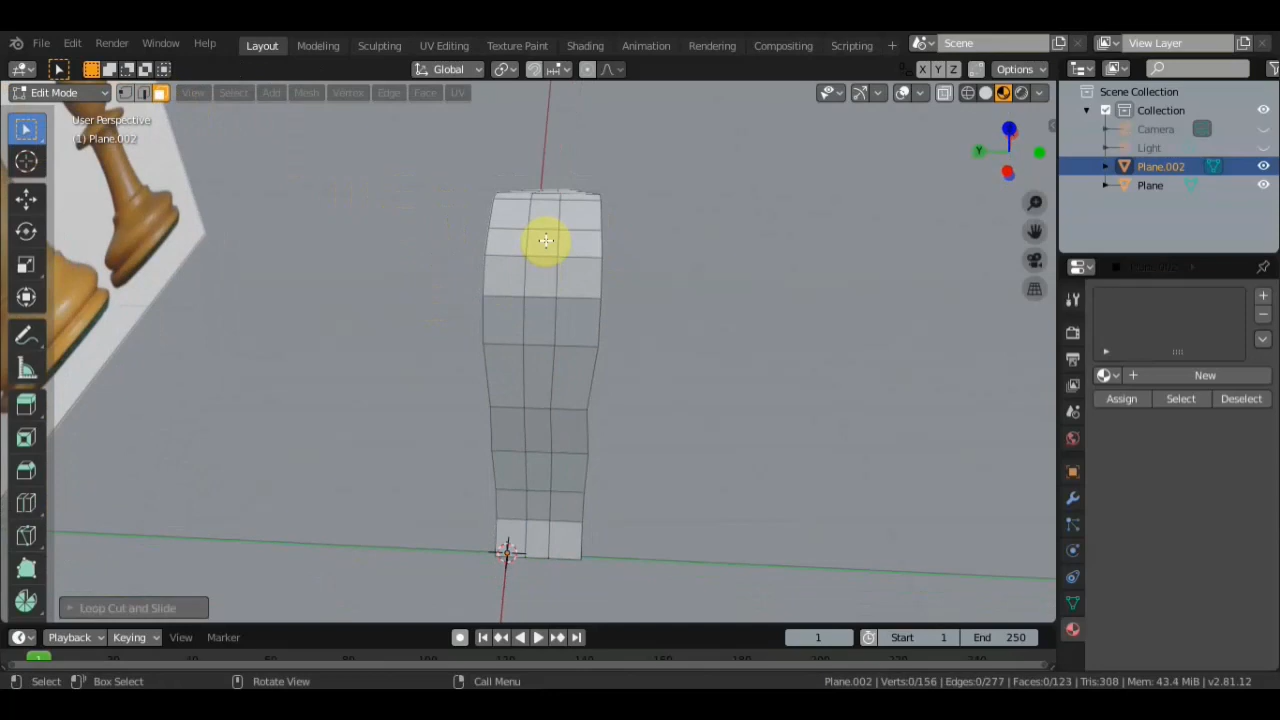 File Edit Render Window Help Layout Modeling Sculpting UV Editing Texture Paint Shading Animation Rendering Compositing Scripting + Scene View Layer
Global X Y Z Options
Edit Mode View Select Add Mesh Vertex Edge Face UV
User Perspective
(1) Plane.002
Scene Collection
Collection
Camera
Light
Plane.002
Plane
Y
New
Assign Select Deselect
Loop Cut and Slide
Playback Keying View Marker 1 Start 1 End 250
1
Select Box Select Rotate View Call Menu Plane.002 | Verts:0/156 | Edges:0/277 | Faces:0/123 | Tris:308 | Mem: 43.4 MiB | v2.81.12